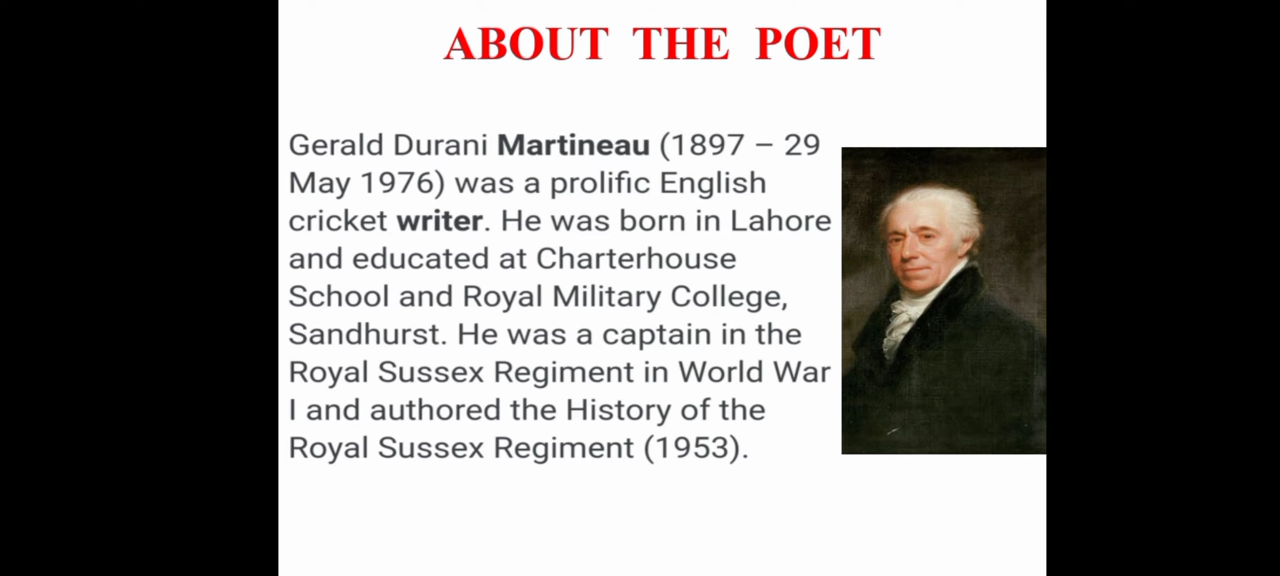 ABOUT THE POET
Gerald Durani Martineau (1897 – 29
May 1976) was a prolific English
cricket writer. He was born in Lahore
and educated at Charterhouse
School and Royal Military College,
Sandhurst. He was a captain in the
Royal Sussex Regiment in World War
I and authored the History of the
Royal Sussex Regiment (1953).